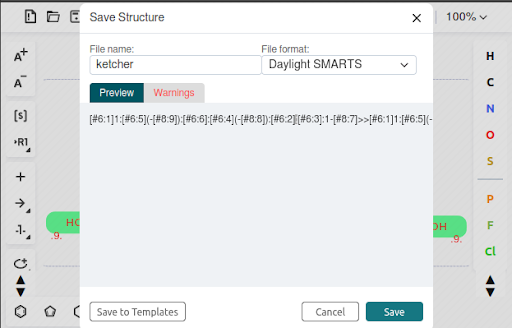 Save Structure
100%
File name:
File format:
ketcher
Daylight SMARTS
Preview
Warnings
[#6:1]1:[#6:5](-[#8:9]):[#6:6]:[#6:4](-[#8:8]):[#6:2]|[#6:3]:1-[#8:7]>>[#6:1]1:[#6:5](-
A+
A-
[s]
R1
H
C
N
O
S
P
F
Cl
HO
.9.
OH
.9.
-1-
Save to Templates
Cancel
Save